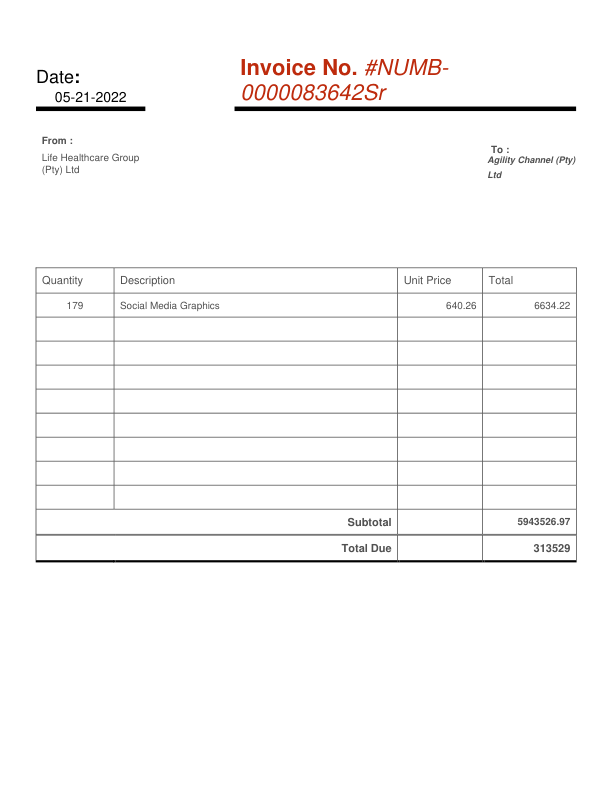 Date:
05-21-2022
Invoice No. #NUMB-
0000083642Sr
From :
Life Healthcare Group
(Pty) Ltd
To :
Agility Channel (Pty)
Ltd
Quantity Description Unit Price Total
179 Social Media Graphics 640.26 6634.22
Subtotal 5943526.97
Total Due 313529